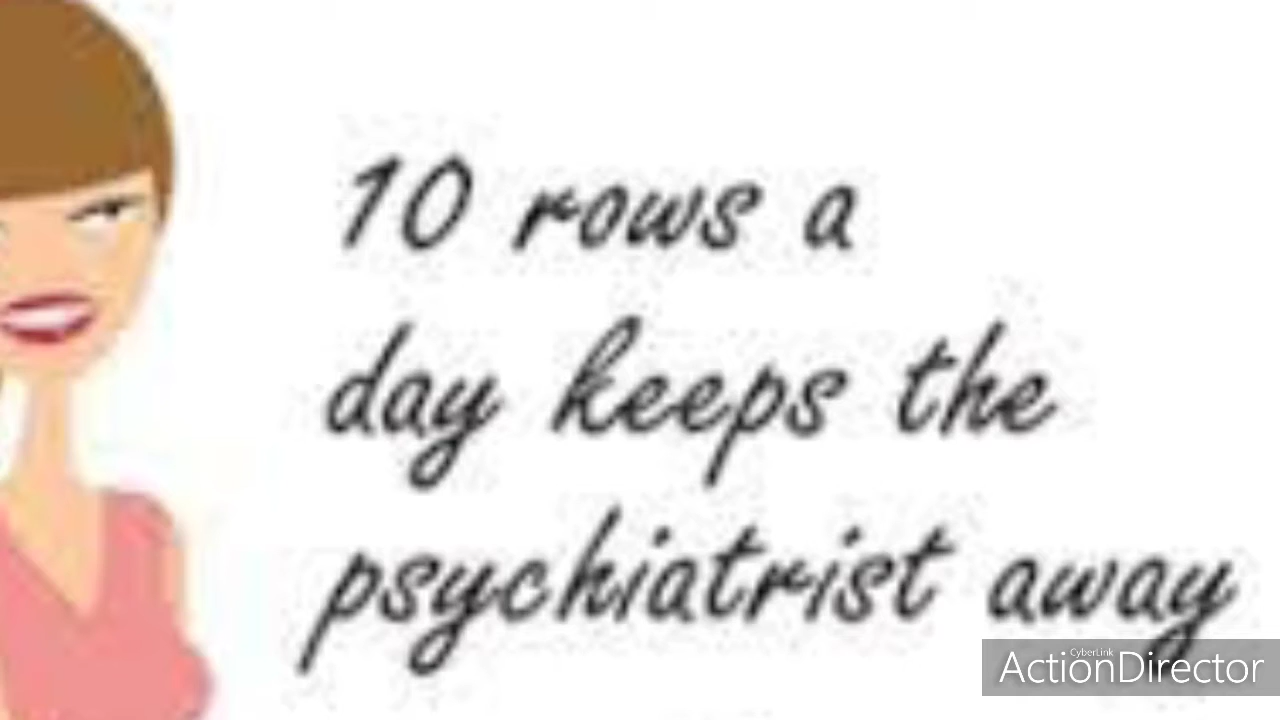 10 rows a
day keeps the
psychiatrist away
CyberLink
ActionDirector